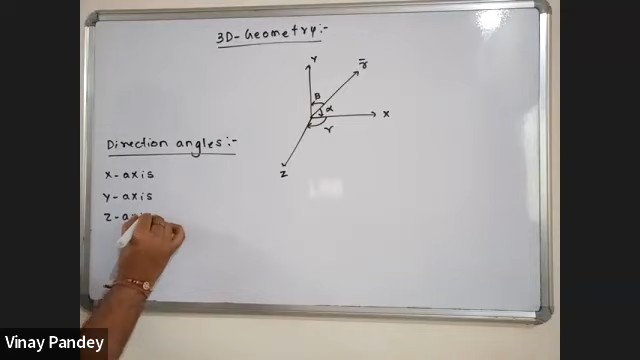 3D-Geometry:-
Y
r̄
B
α
X
γ
Z
Direction angles:-
x-axis
y-axis
z-a
Vinay Pandey